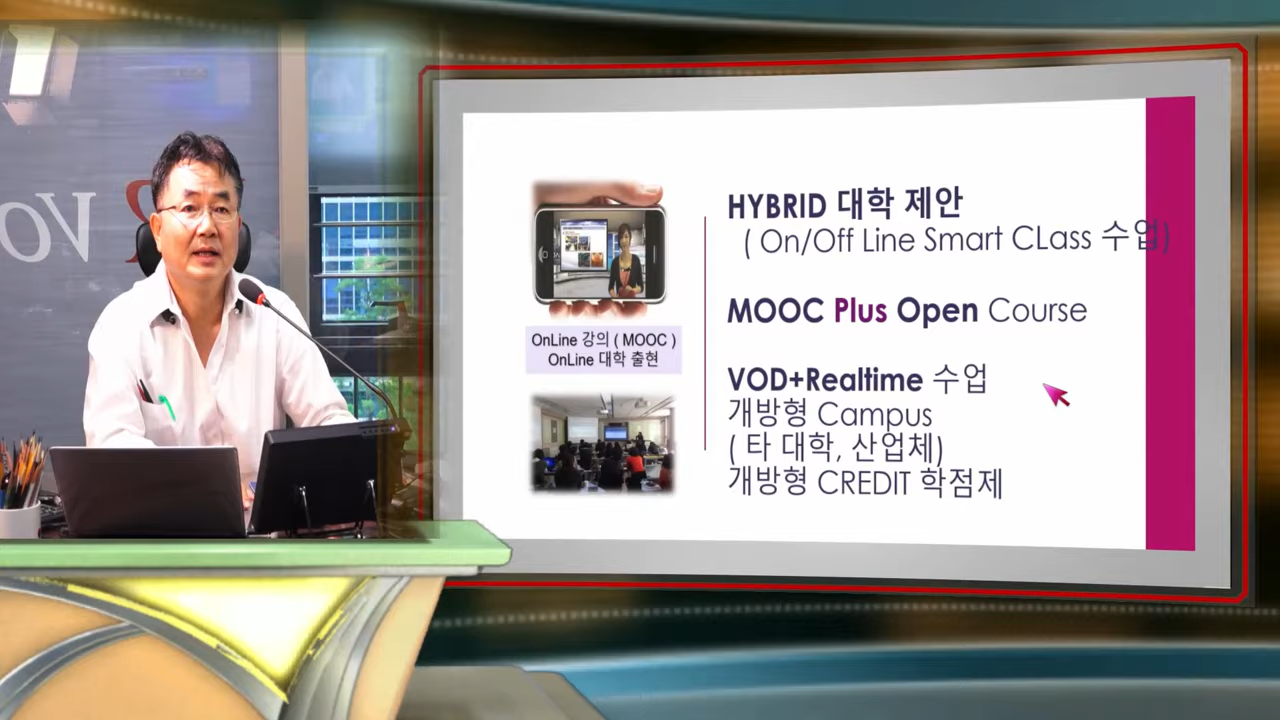 HYBRID 대학 제안
( On/Off Line Smart CLass 수업)
MOOC Plus Open Course
VOD+Realtime 수업
개방형 Campus
( 타 대학, 산업체)
개방형 CREDIT 학점제
OnLine 강의 ( MOOC )
OnLine 대학 출현